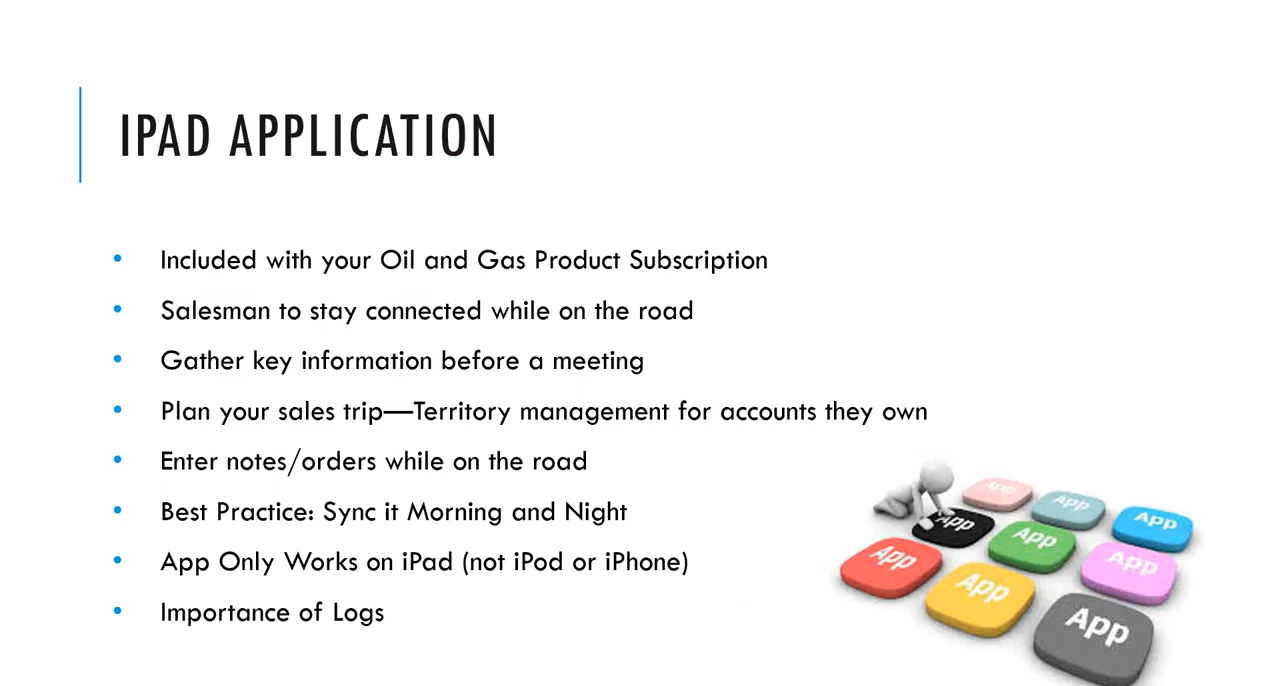 IPAD APPLICATION
• Included with your Oil and Gas Product Subscription
• Salesman to stay connected while on the road
• Gather key information before a meeting
• Plan your sales trip—Territory management for accounts they own
• Enter notes/orders while on the road
• Best Practice: Sync it Morning and Night
• App Only Works on iPad (not iPod or iPhone)
• Importance of Logs
App
App
App
App
App
App
App
App
App